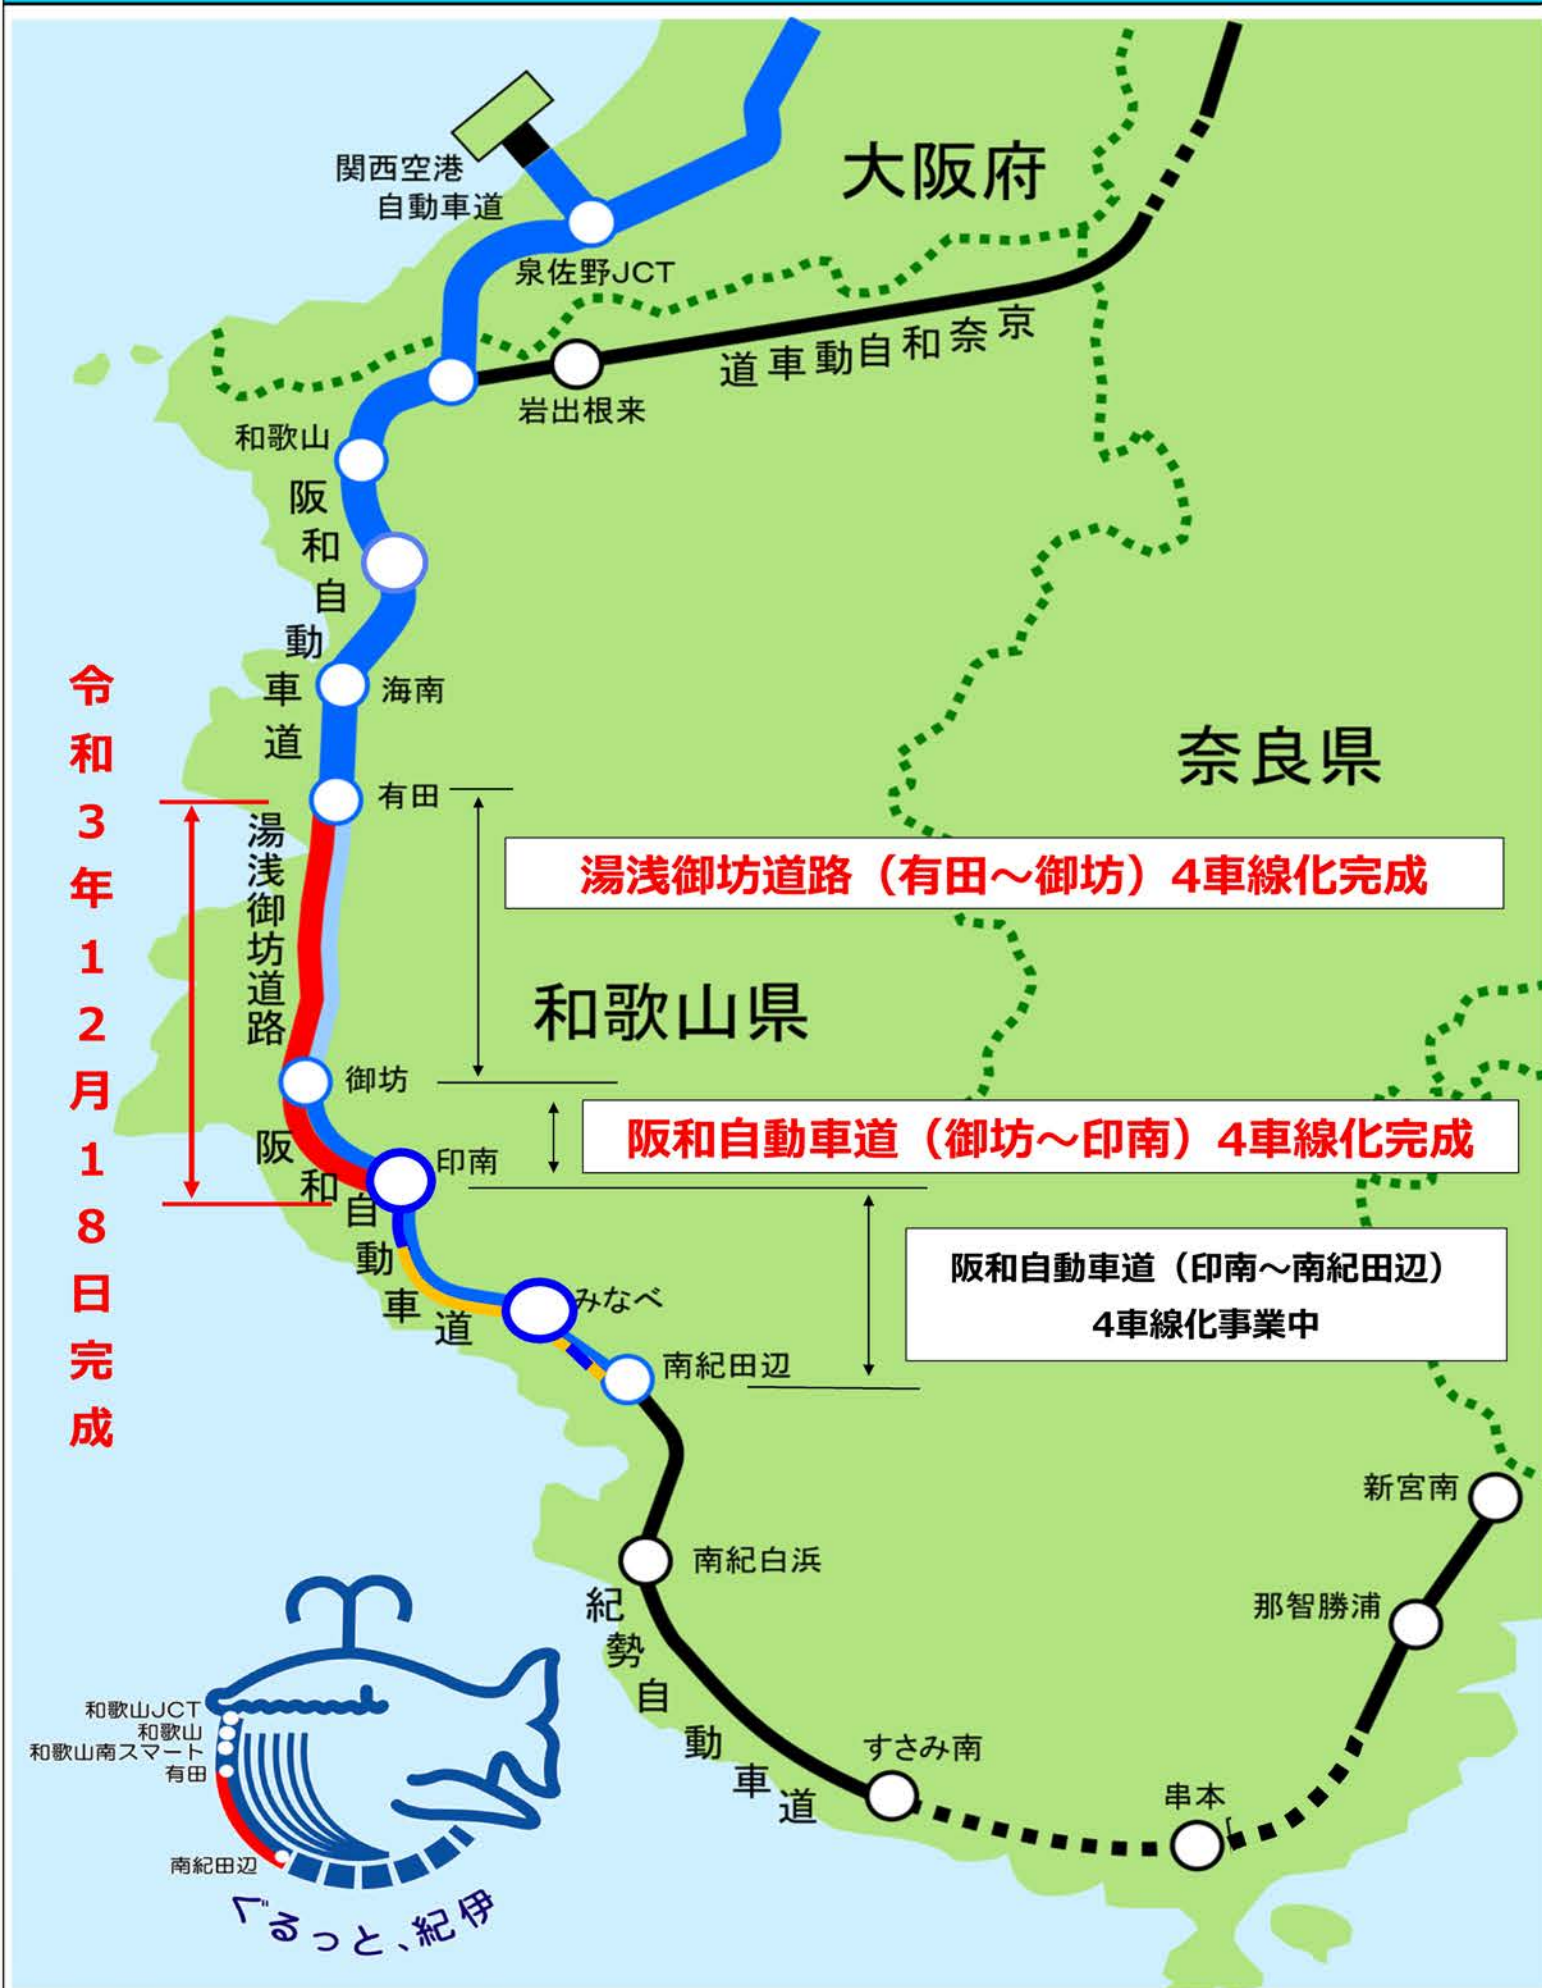 関西空港
自動車道
大阪府
泉佐野JCT
京奈和自動車道
岩出根来
和歌山
阪和自動車道
海南
有田
奈良県
令和3年12月18日完成
湯浅御坊道路
湯浅御坊道路（有田～御坊）4車線化完成
和歌山県
御坊
阪和自動車道（御坊～印南）4車線化完成
印南
阪和自動車道
阪和自動車道（印南～南紀田辺）
4車線化事業中
みなべ
南紀田辺
新宮南
南紀白浜
那智勝浦
紀勢自動車道
すさみ南
串本
和歌山JCT
和歌山
和歌山南スマート
有田
南紀田辺
ぐるっと、紀伊